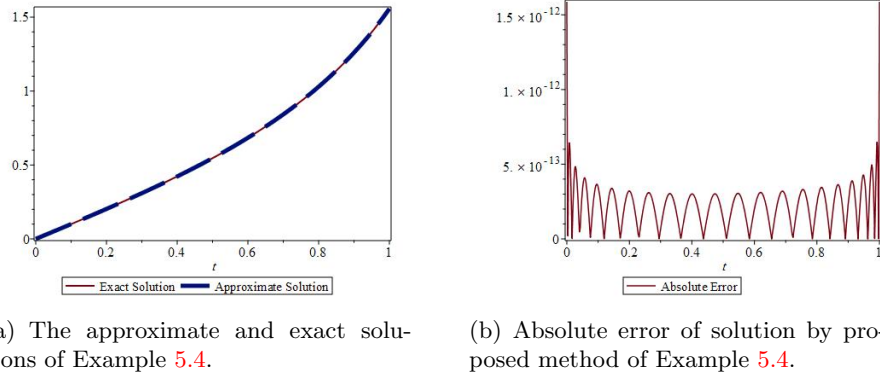 1.5
1
0.5
0
0 0.2 0.4 0.6 0.8 1
t
Exact Solution Approximate Solution
1.5 × 10⁻¹²
1. × 10⁻¹²
5. × 10⁻¹³
0
0 0.2 0.4 0.6 0.8 1
t
Absolute Error
a) The approximate and exact solu-
ons of Example 5.4.
(b) Absolute error of solution by pro-
posed method of Example 5.4.